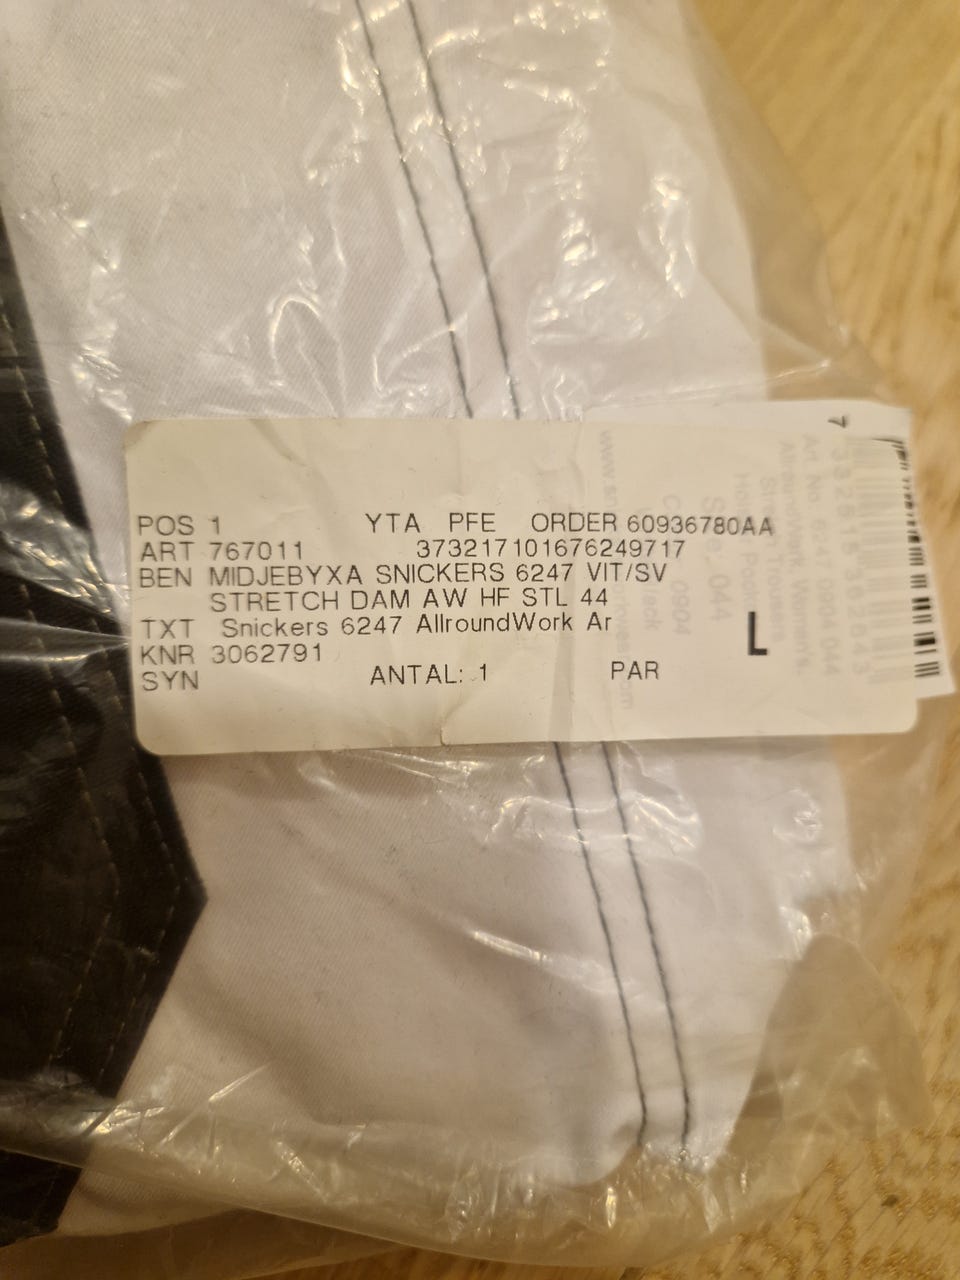 POS 1 YTA PFE ORDER 60936780AA
ART 767011 373217101676249717
BEN MIDJEBYXA SNICKERS 6247 VIT/SV
STRETCH DAM AW HF STL 44
TXT Snickers 6247 AllroundWork Ar
L
KNR 3062791
SYN ANTAL: 1 PAR
7